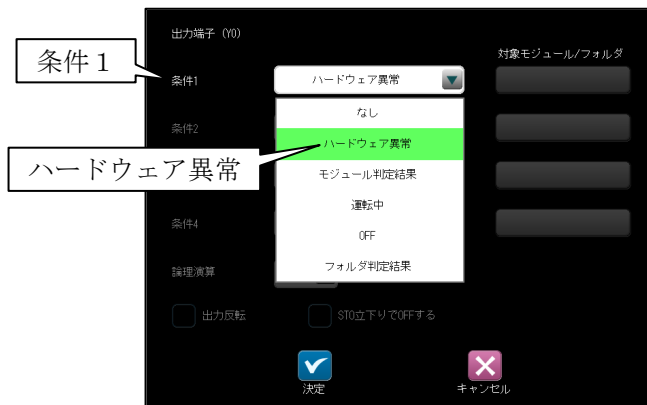 出力端子 (Y0)
対象モジュール/フォルダ
条件1
条件1
ハードウェア異常
なし
条件2
ハードウェア異常
ハードウェア異常
モジュール判定結果
運転中
条件4
OFF
フォルダ判定結果
論理演算
出力反転
STO立下りでOFFする
決定
キャンセル